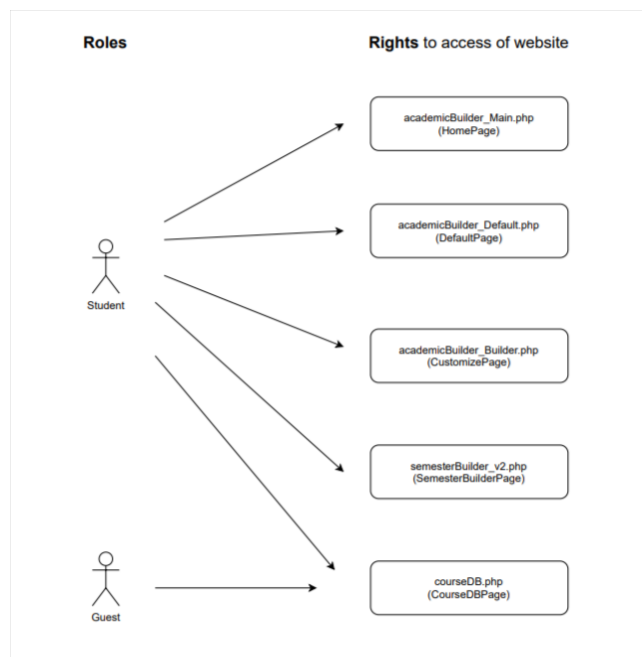 Roles
Rights to access of website
academicBuilder_Main.php
(HomePage)
academicBuilder_Default.php
(DefaultPage)
Student
academicBuilder_Builder.php
(CustomizePage)
semesterBuilder_v2.php
(SemesterBuilderPage)
Guest
courseDB.php
(CourseDBPage)